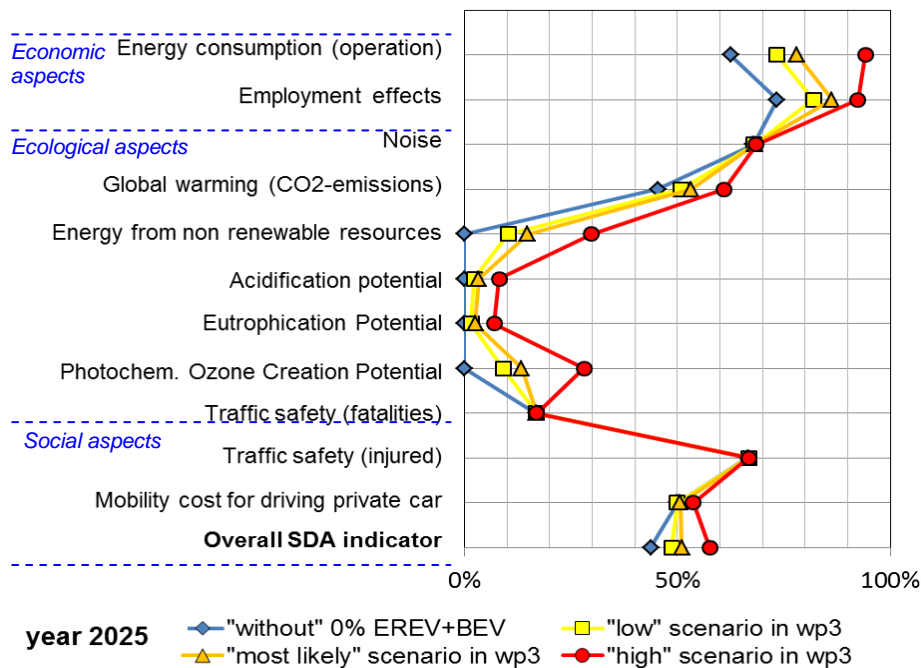 Economic aspects
Energy consumption (operation)
Employment effects
Ecological aspects
Noise
Global warming (CO2-emissions)
Energy from non renewable resources
Acidification potential
Eutrophication Potential
Photochem. Ozone Creation Potential
Traffic safety (fatalities)
Social aspects
Traffic safety (injured)
Mobility cost for driving private car
Overall SDA indicator
0% 50% 100%
year 2025
"without" 0% EREV+BEV
"low" scenario in wp3
"most likely" scenario in wp3
"high" scenario in wp3